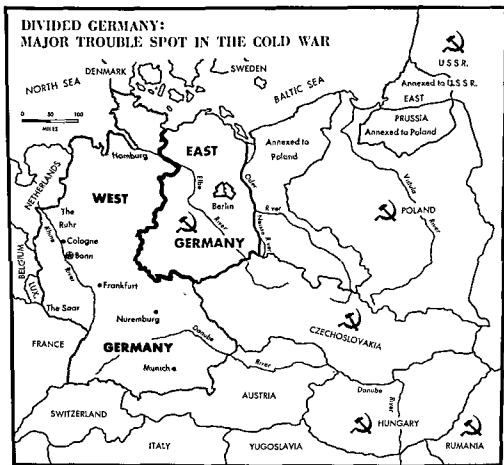 DIVIDED GERMANY:
MAJOR TROUBLE SPOT IN THE COLD WAR
NORTH SEA
DENMARK
SWEDEN
BALTIC SEA
U.S.S.R.
Annexed to U.S.S.R.
EAST
PRUSSIA
Annexed to Poland
0 50 100
MILES
Hamburg
EAST
Annexed to
Poland
NETHERLANDS
WEST
Elbe
River
Berlin
Oder
River
Neisse River
Vistula
River
POLAND
The
Ruhr
Cologne
Bonn
Rhine
River
GERMANY
BELGIUM
LUX.
Frankfurt
The Saar
Nuremburg
CZECHOSLOVAKIA
FRANCE
GERMANY
Danube
River
Munich
Danube
River
AUSTRIA
HUNGARY
SWITZERLAND
ITALY
YUGOSLAVIA
RUMANIA